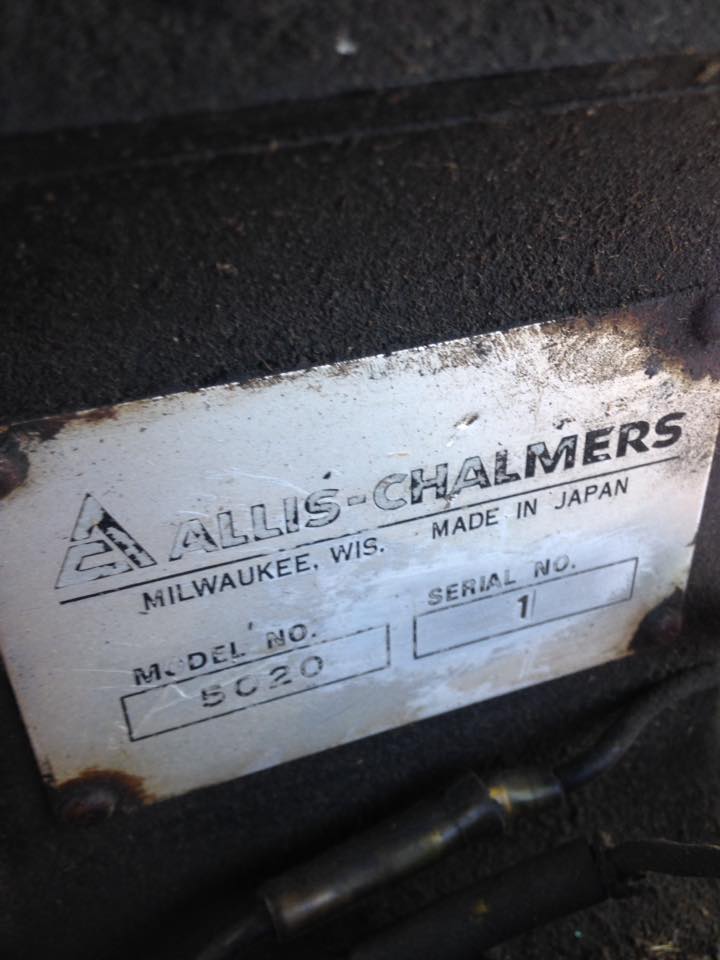 ALLIS-CHALMERS
MILWAUKEE, WIS. MADE IN JAPAN
MODEL NO. SERIAL NO.
5020 1